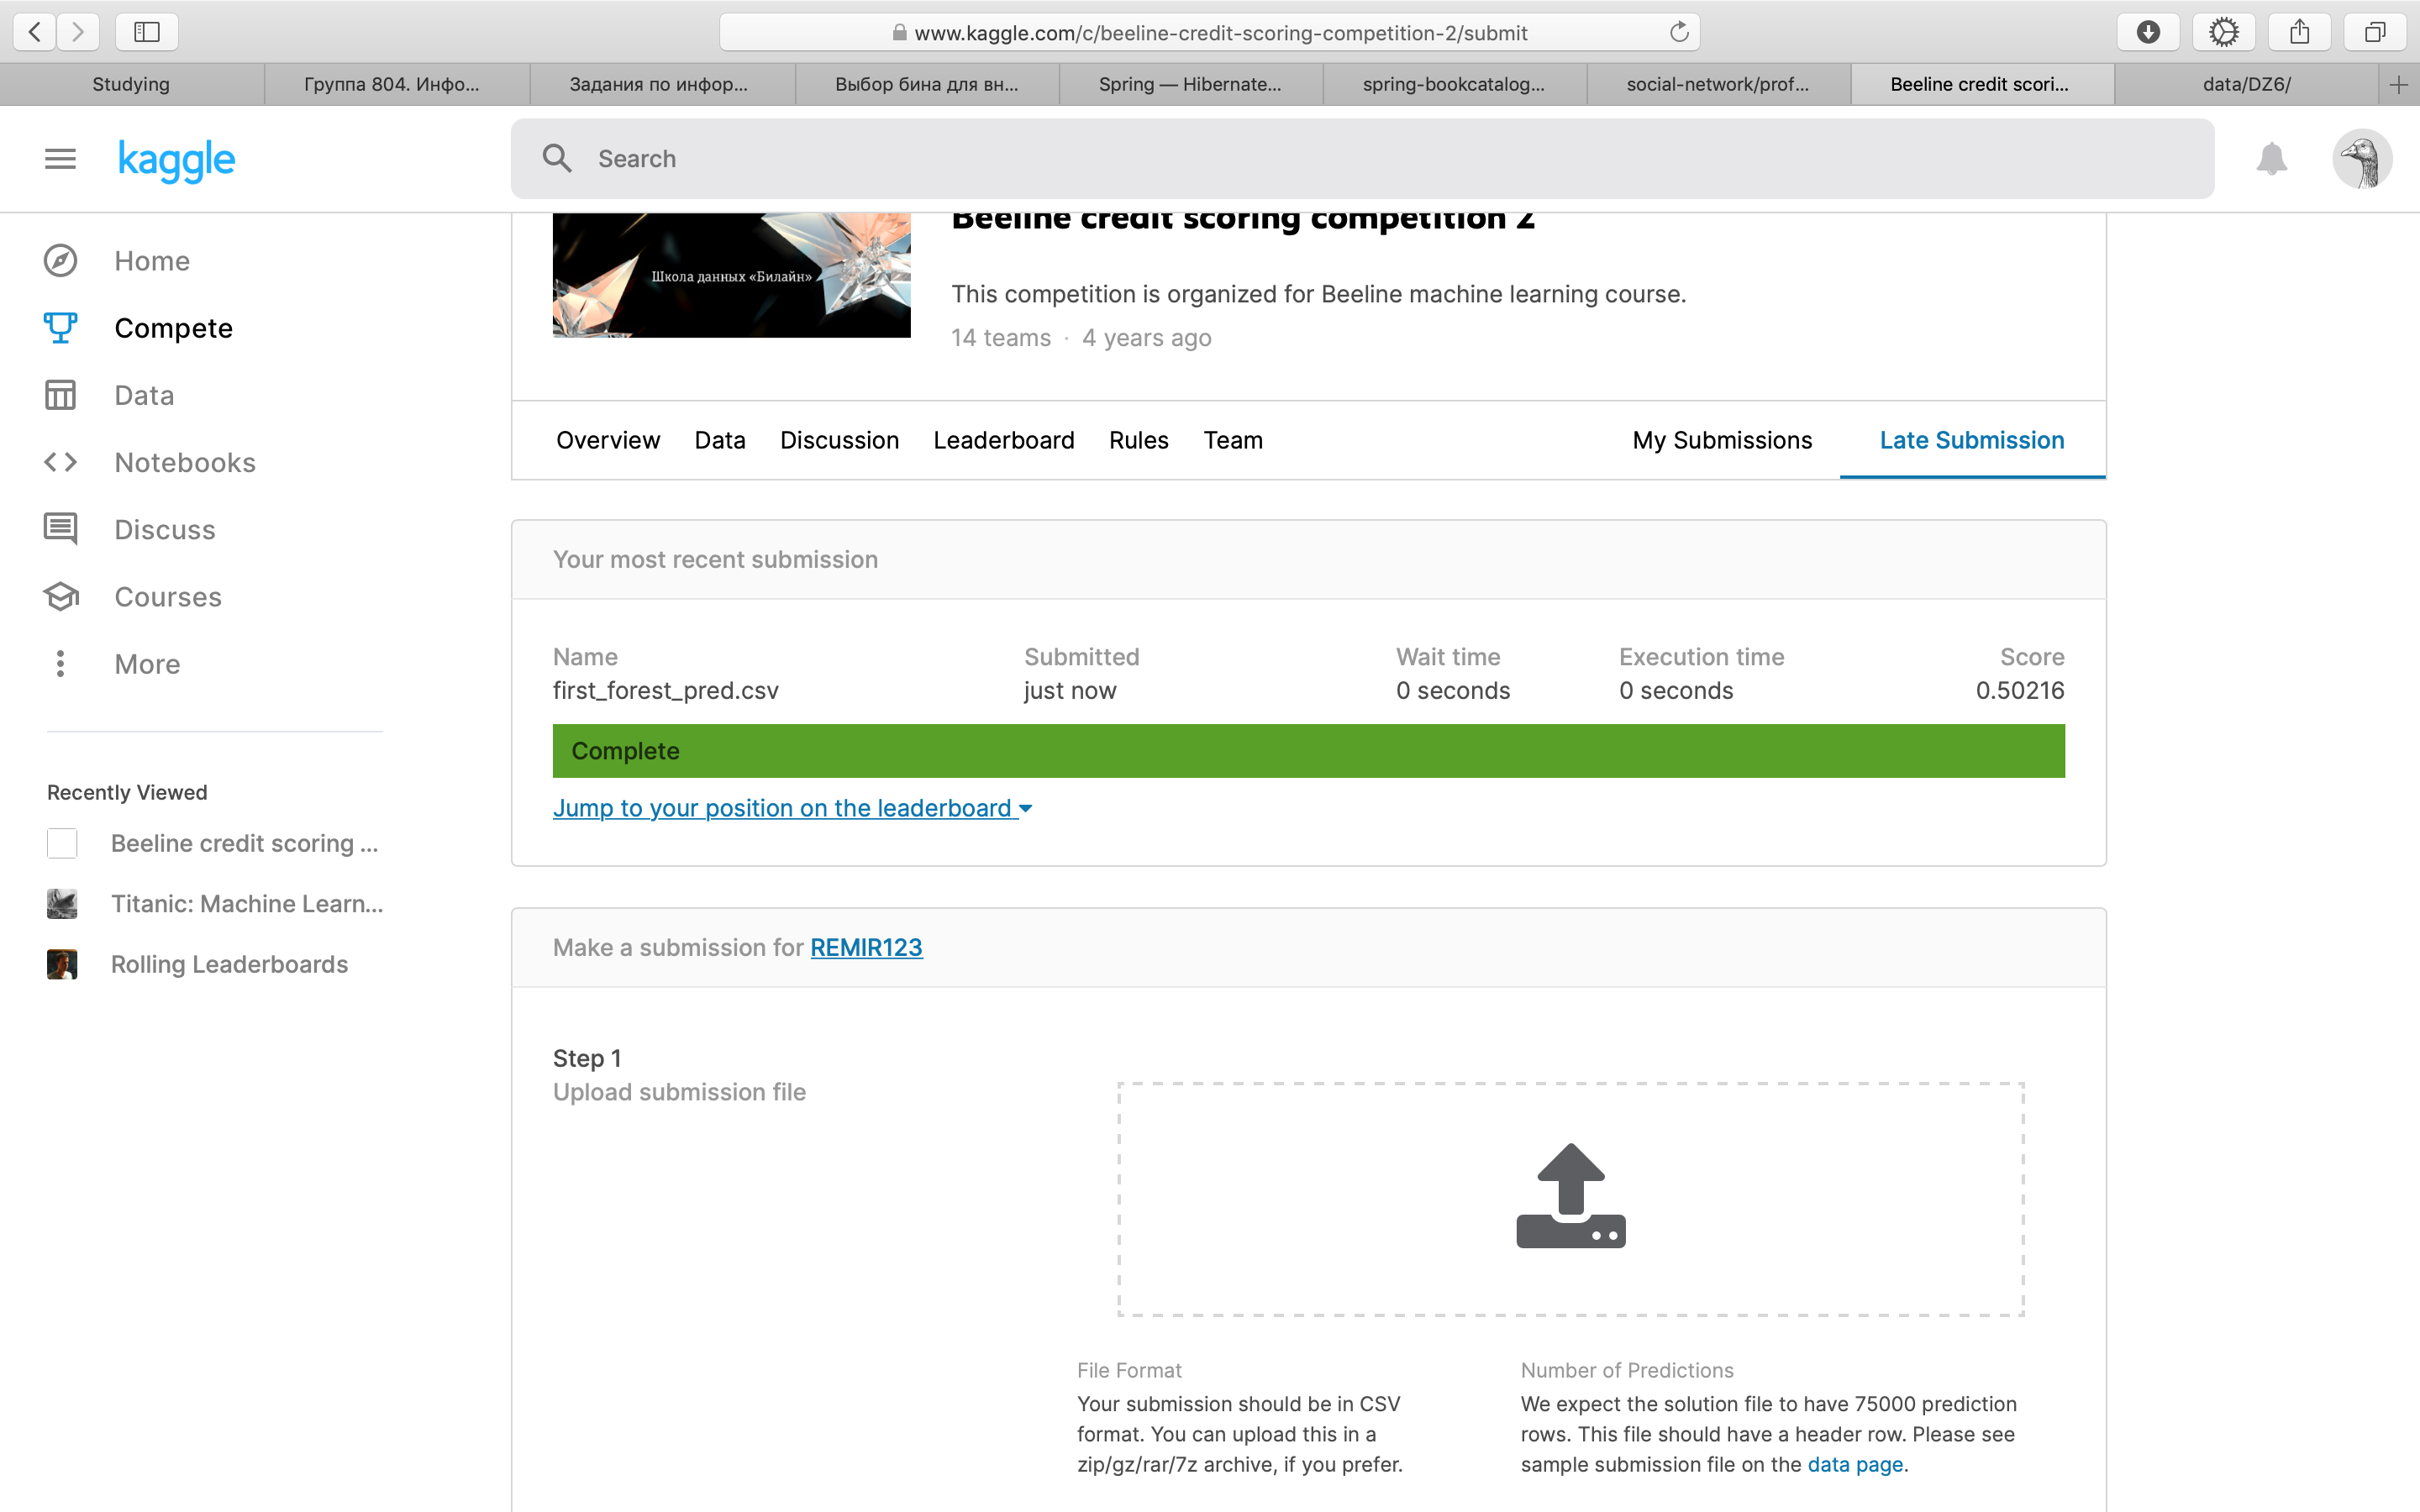 www.kaggle.com/c/beeline-credit-scoring-competition-2/submit
Studying
Группа 804. Инфо...
Задания по инфор...
Выбор бина для вн...
Spring — Hibernate...
spring-bookcatalog...
social-network/prof...
Beeline credit scori...
data/DZ6/
kaggle
Search
Home
Compete
Data
Notebooks
Discuss
Courses
More
Recently Viewed
Beeline credit scoring ...
Titanic: Machine Learn...
Rolling Leaderboards
Школа данных «Билайн»
Beeline credit scoring competition 2
This competition is organized for Beeline machine learning course.
14 teams · 4 years ago
Overview Data Discussion Leaderboard Rules Team My Submissions Late Submission
Your most recent submission
Name Submitted Wait time Execution time Score
first_forest_pred.csv just now 0 seconds 0 seconds 0.50216
Complete
Jump to your position on the leaderboard
Make a submission for REMIR123
Step 1
Upload submission file
File Format
Your submission should be in CSV
format. You can upload this in a
zip/gz/rar/7z archive, if you prefer.
Number of Predictions
We expect the solution file to have 75000 prediction
rows. This file should have a header row. Please see
sample submission file on the data page.